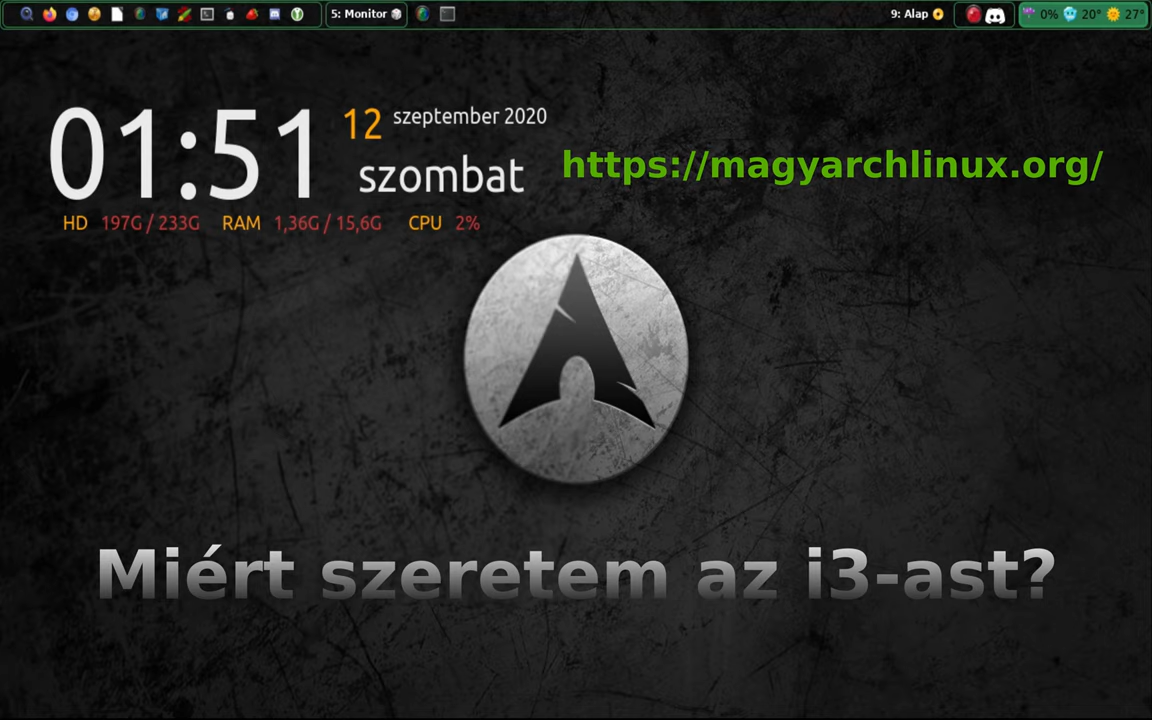 5: Monitor
9: Alap
0% 20° 27°
01:51
12 szeptember 2020
szombat
https://magyarchlinux.org/
HD 197G / 233G RAM 1,36G / 15,6G CPU 2%
Miért szeretem az i3-ast?